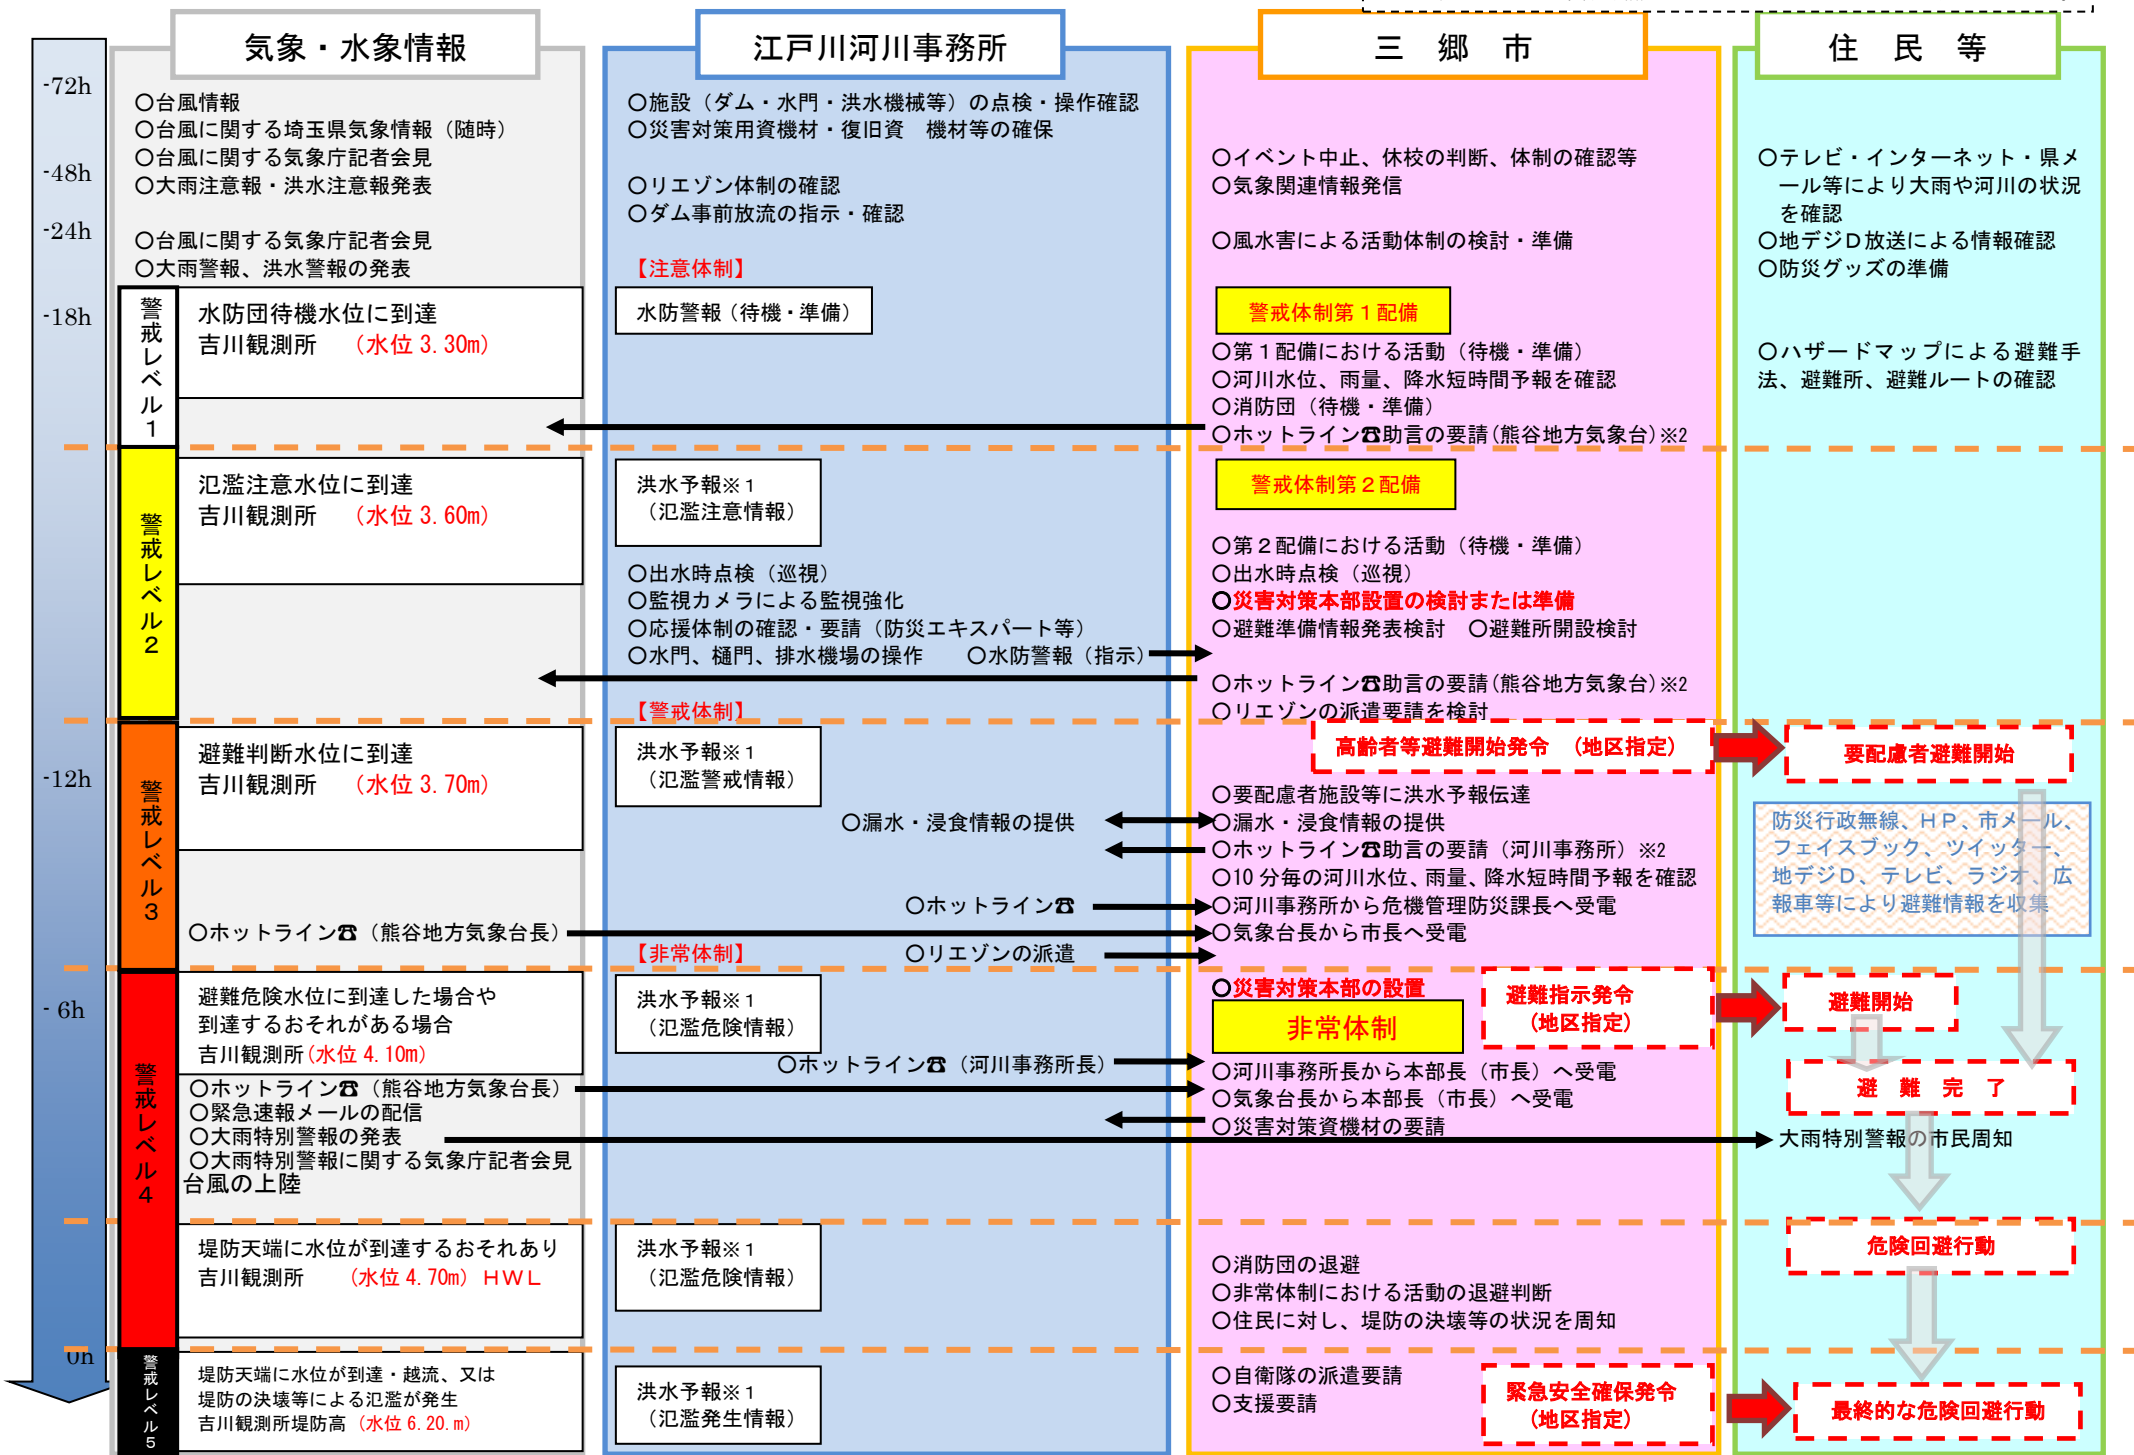 気象・水象情報
江戸川河川事務所
三 郷 市
住 民 等
-72h
-48h
-24h
-18h
-12h
- 6h
0h
〇台風情報
〇台風に関する埼玉県気象情報（随時）
〇台風に関する気象庁記者会見
〇大雨注意報・洪水注意報発表
〇台風に関する気象庁記者会見
〇大雨警報、洪水警報の発表
警戒レベル1
水防団待機水位に到達
吉川観測所 （水位 3.30m）
警戒レベル2
氾濫注意水位に到達
吉川観測所 （水位 3.60m）
警戒レベル3
避難判断水位に到達
吉川観測所 （水位 3.70m）
〇ホットライン☎（熊谷地方気象台長）
警戒レベル4
避難危険水位に到達した場合や
到達するおそれがある場合
吉川観測所(水位 4.10m)
〇ホットライン☎（熊谷地方気象台長）
〇緊急速報メールの配信
〇大雨特別警報の発表
〇大雨特別警報に関する気象庁記者会見
台風の上陸
堤防天端に水位が到達するおそれあり
吉川観測所 （水位 4.70m）ＨＷＬ
警戒レベル5
堤防天端に水位が到達・越流、又は
堤防の決壊等による氾濫が発生
吉川観測所堤防高（水位 6.20.m）
〇施設（ダム・水門・洪水機械等）の点検・操作確認
〇災害対策用資機材・復旧資　機材等の確保
〇リエゾン体制の確認
〇ダム事前放流の指示・確認
【注意体制】
水防警報（待機・準備）
洪水予報※1
（氾濫注意情報）
〇出水時点検（巡視）
〇監視カメラによる監視強化
〇応援体制の確認・要請（防災エキスパート等）
〇水門、樋門、排水機場の操作　〇水防警報（指示）
【警戒体制】
洪水予報※1
（氾濫警戒情報）
〇漏水・浸食情報の提供
〇ホットライン☎
【非常体制】
〇リエゾンの派遣
洪水予報※1
（氾濫危険情報）
〇ホットライン☎（河川事務所長）
洪水予報※1
（氾濫危険情報）
洪水予報※1
（氾濫発生情報）
〇イベント中止、休校の判断、体制の確認等
〇気象関連情報発信
〇風水害による活動体制の検討・準備
警戒体制第１配備
〇第１配備における活動（待機・準備）
〇河川水位、雨量、降水短時間予報を確認
〇消防団（待機・準備）
〇ホットライン☎助言の要請(熊谷地方気象台)※2
警戒体制第２配備
〇第２配備における活動（待機・準備）
〇出水時点検（巡視）
〇災害対策本部設置の検討または準備
〇避難準備情報発表検討　〇避難所開設検討
〇ホットライン☎助言の要請(熊谷地方気象台)※2
〇リエゾンの派遣要請を検討
高齢者等避難開始発令　（地区指定）
〇要配慮者施設等に洪水予報伝達
〇漏水・浸食情報の提供
〇ホットライン☎助言の要請（河川事務所）※2
〇10分毎の河川水位、雨量、降水短時間予報を確認
〇河川事務所から危機管理防災課長へ受電
〇気象台長から市長へ受電
〇災害対策本部の設置
非常体制
避難指示発令
（地区指定）
〇河川事務所長から本部長（市長）へ受電
〇気象台長から本部長（市長）へ受電
〇災害対策資機材の要請
〇消防団の退避
〇非常体制における活動の退避判断
〇住民に対し、堤防の決壊等の状況を周知
〇自衛隊の派遣要請
〇支援要請
緊急安全確保発令
（地区指定）
〇テレビ・インターネット・県メ
ール等により大雨や河川の状況
を確認
〇地デジＤ放送による情報確認
〇防災グッズの準備
〇ハザードマップによる避難手
法、避難所、避難ルートの確認
要配慮者避難開始
防災行政無線、ＨＰ、市メール、
フェイスブック、ツイッター、
地デジＤ、テレビ、ラジオ、広
報車等により避難情報を収集
避難開始
避 難 完 了
大雨特別警報の市民周知
危険回避行動
最終的な危険回避行動